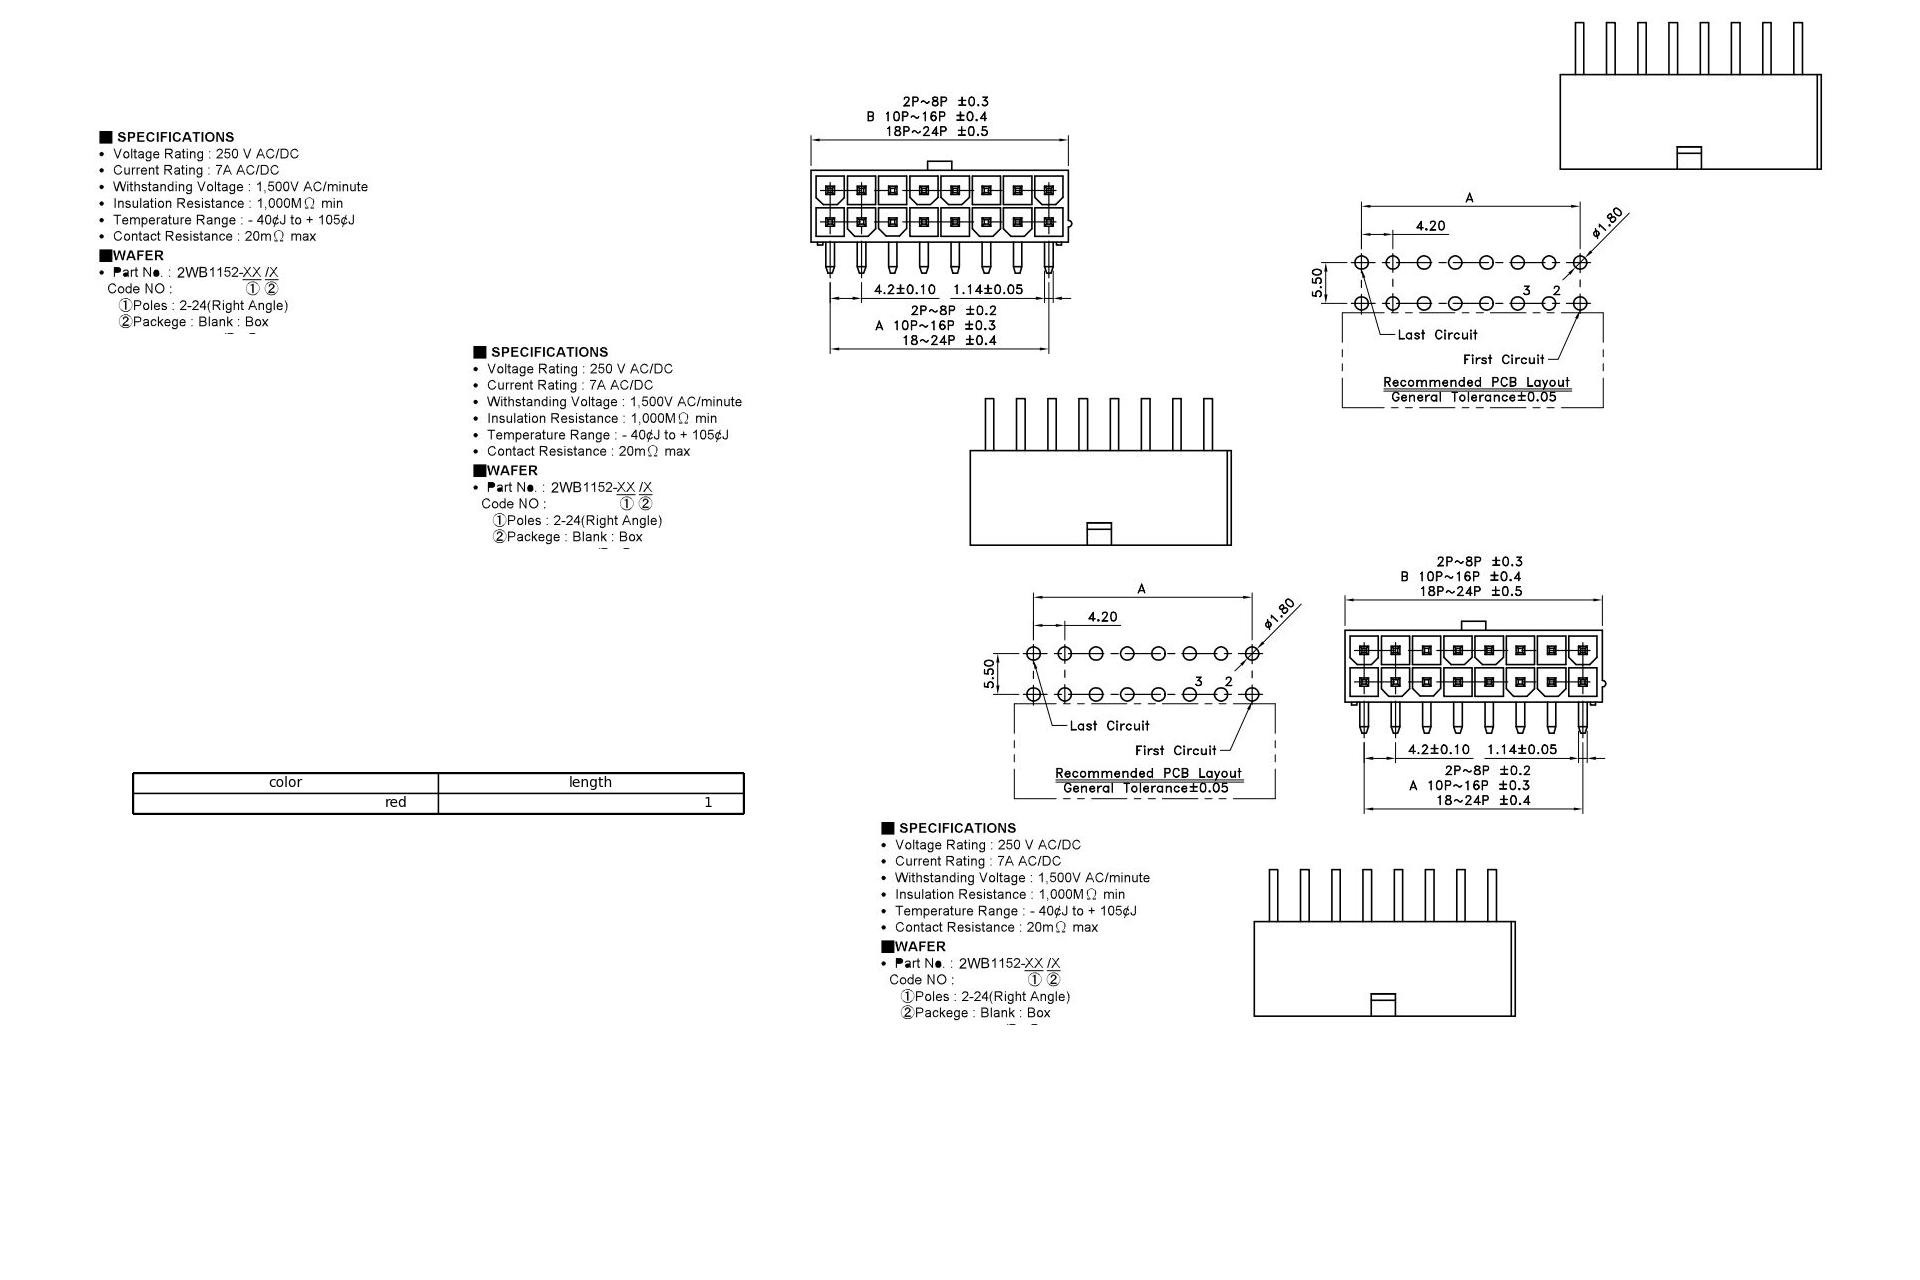 ■ SPECIFICATIONS
• Voltage Rating : 250 V AC/DC
• Current Rating : 7A AC/DC
• Withstanding Voltage : 1,500V AC/minute
• Insulation Resistance : 1,000MΩ min
• Temperature Range : - 40¢J to + 105¢J
• Contact Resistance : 20mΩ max
■WAFER
• Part No. : 2WB1152-XX /X
Code NO : ① ②
①Poles : 2-24(Right Angle)
②Packege : Blank : Box
■ SPECIFICATIONS
• Voltage Rating : 250 V AC/DC
• Current Rating : 7A AC/DC
• Withstanding Voltage : 1,500V AC/minute
• Insulation Resistance : 1,000MΩ min
• Temperature Range : - 40¢J to + 105¢J
• Contact Resistance : 20mΩ max
■WAFER
• Part No. : 2WB1152-XX /X
Code NO : ① ②
①Poles : 2-24(Right Angle)
②Packege : Blank : Box
2P~8P ±0.3
B 10P~16P ±0.4
18P~24P ±0.5
4.2±0.10 1.14±0.05
2P~8P ±0.2
A 10P~16P ±0.3
18~24P ±0.4
A
4.20
ø1.80
5.50
3 2
Last Circuit
First Circuit
Recommended PCB Layout
General Tolerance±0.05
A
4.20
ø1.80
5.50
3 2
Last Circuit
First Circuit
Recommended PCB Layout
General Tolerance±0.05
2P~8P ±0.3
B 10P~16P ±0.4
18P~24P ±0.5
4.2±0.10 1.14±0.05
2P~8P ±0.2
A 10P~16P ±0.3
18~24P ±0.4
color length
red 1
■ SPECIFICATIONS
• Voltage Rating : 250 V AC/DC
• Current Rating : 7A AC/DC
• Withstanding Voltage : 1,500V AC/minute
• Insulation Resistance : 1,000MΩ min
• Temperature Range : - 40¢J to + 105¢J
• Contact Resistance : 20mΩ max
■WAFER
• Part No. : 2WB1152-XX /X
Code NO : ① ②
①Poles : 2-24(Right Angle)
②Packege : Blank : Box